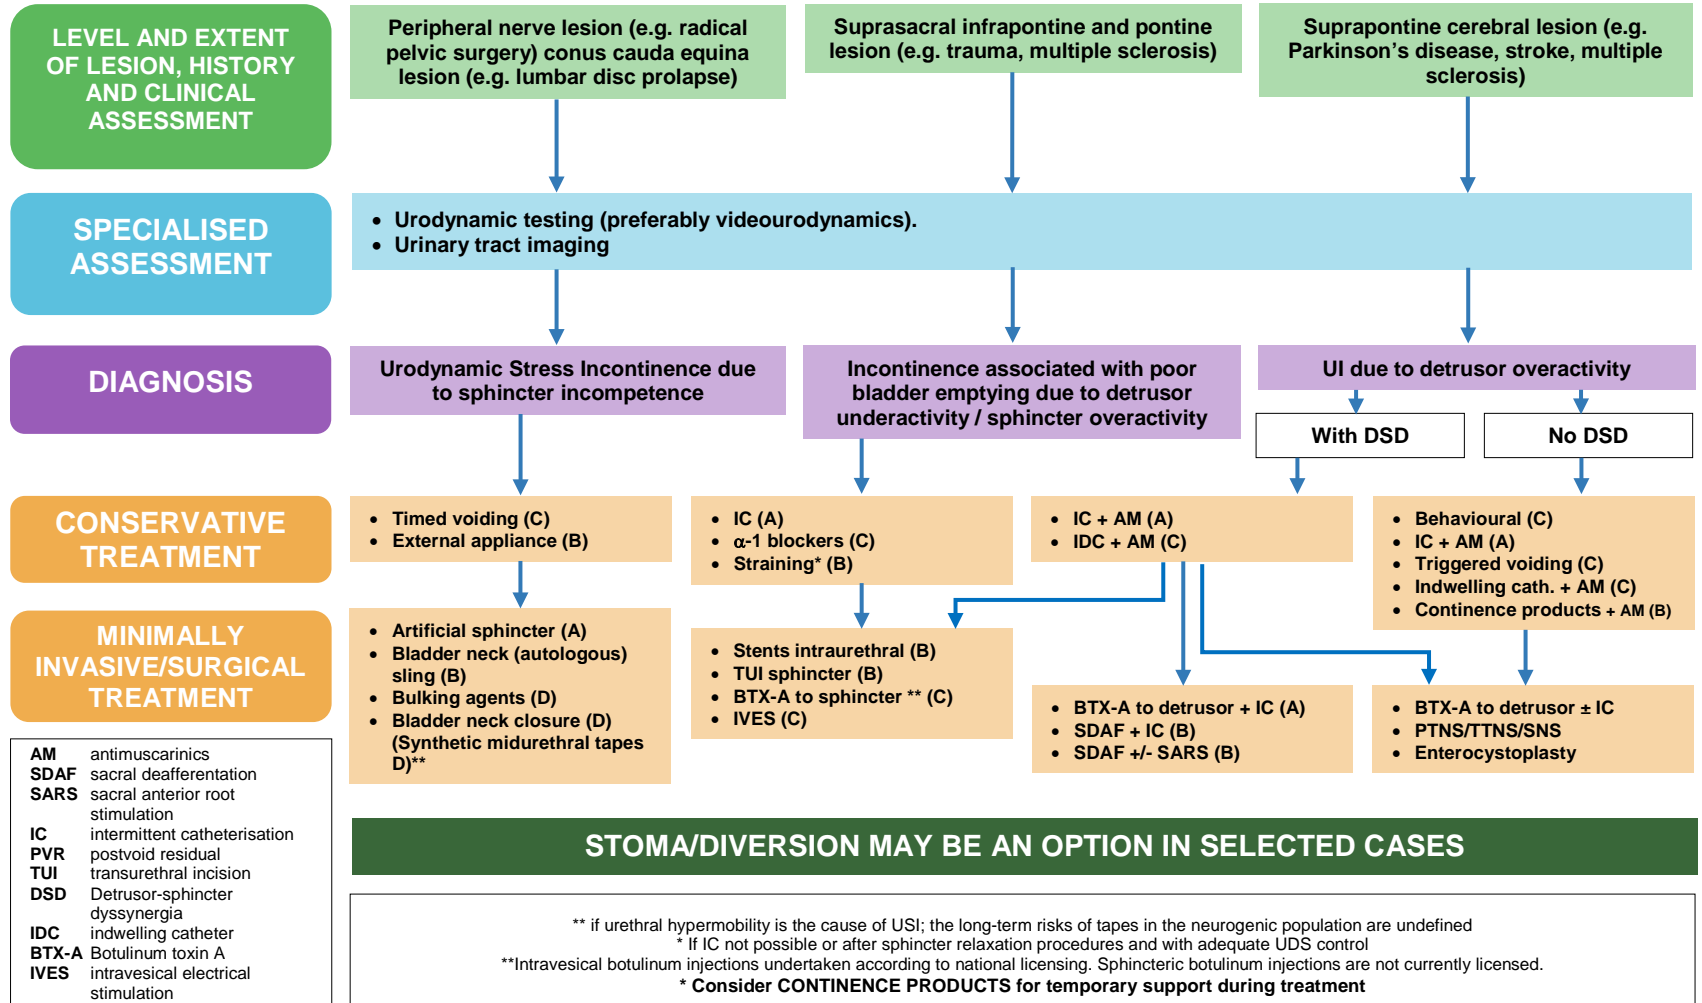 LEVEL AND EXTENT
OF LESION, HISTORY
AND CLINICAL
ASSESSMENT
Peripheral nerve lesion (e.g. radical
pelvic surgery) conus cauda equina
lesion (e.g. lumbar disc prolapse)
Suprasacral infrapontine and pontine
lesion (e.g. trauma, multiple sclerosis)
Suprapontine cerebral lesion (e.g.
Parkinson's disease, stroke, multiple
sclerosis)
SPECIALISED
ASSESSMENT
• Urodynamic testing (preferably videourodynamics).
• Urinary tract imaging
DIAGNOSIS
Urodynamic Stress Incontinence due
to sphincter incompetence
Incontinence associated with poor
bladder emptying due to detrusor
underactivity / sphincter overactivity
UI due to detrusor overactivity
With DSD
No DSD
CONSERVATIVE
TREATMENT
• Timed voiding (C)
• External appliance (B)
• IC (A)
• α-1 blockers (C)
• Straining* (B)
• IC + AM (A)
• IDC + AM (C)
• Behavioural (C)
• IC + AM (A)
• Triggered voiding (C)
• Indwelling cath. + AM (C)
• Continence products + AM (B)
MINIMALLY
INVASIVE/SURGICAL
TREATMENT
• Artificial sphincter (A)
• Bladder neck (autologous)
sling (B)
• Bulking agents (D)
• Bladder neck closure (D)
(Synthetic midurethral tapes
D)**
• Stents intraurethral (B)
• TUI sphincter (B)
• BTX-A to sphincter ** (C)
• IVES (C)
• BTX-A to detrusor + IC (A)
• SDAF + IC (B)
• SDAF +/- SARS (B)
• BTX-A to detrusor ± IC
• PTNS/TTNS/SNS
• Enterocystoplasty
AM antimuscarinics
SDAF sacral deafferentation
SARS sacral anterior root
stimulation
IC intermittent catheterisation
PVR postvoid residual
TUI transurethral incision
DSD Detrusor-sphincter
dyssynergia
IDC indwelling catheter
BTX-A Botulinum toxin A
IVES intravesical electrical
stimulation
STOMA/DIVERSION MAY BE AN OPTION IN SELECTED CASES
** if urethral hypermobility is the cause of USI; the long-term risks of tapes in the neurogenic population are undefined
* If IC not possible or after sphincter relaxation procedures and with adequate UDS control
**Intravesical botulinum injections undertaken according to national licensing. Sphincteric botulinum injections are not currently licensed.
* Consider CONTINENCE PRODUCTS for temporary support during treatment